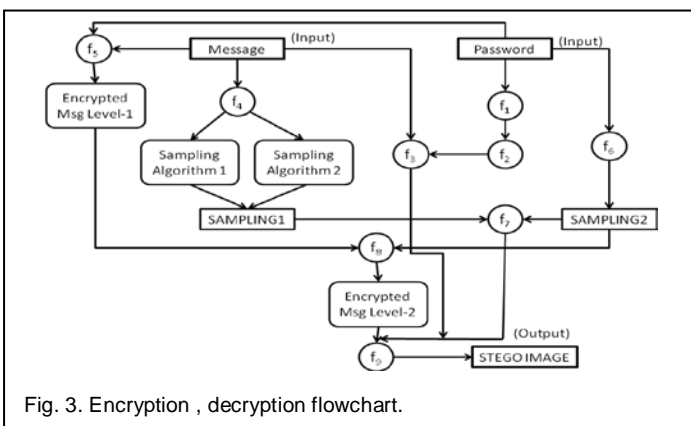 (Input)
(Input)
f5
Message
Password
Encrypted
Msg Level-1
f4
f1
Sampling
Algorithm 1
Sampling
Algorithm 2
f3
f2
f6
SAMPLING1
f7
SAMPLING2
f8
Encrypted
Msg Level-2
(Output)
f9
STEGO IMAGE
Fig. 3. Encryption , decryption flowchart.